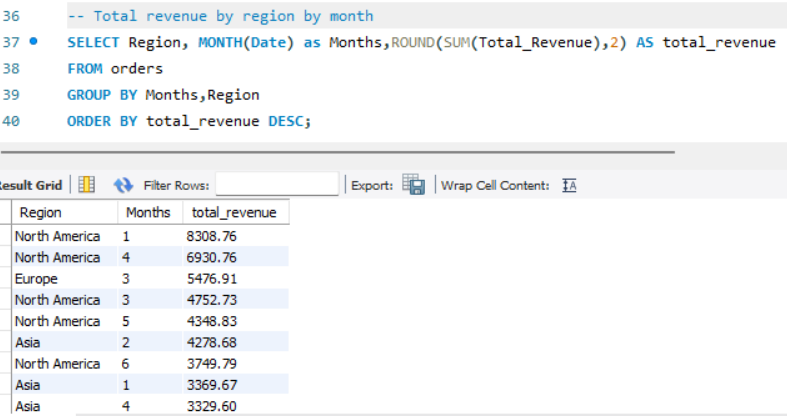 36 -- Total revenue by region by month
37 SELECT Region, MONTH(Date) as Months,ROUND(SUM(Total_Revenue),2) AS total_revenue
38 FROM orders
39 GROUP BY Months,Region
40 ORDER BY total_revenue DESC;
Result Grid Filter Rows: Export: Wrap Cell Content: IA
Region Months total_revenue
North America 1 8308.76
North America 4 6930.76
Europe 3 5476.91
North America 3 4752.73
North America 5 4348.83
Asia 2 4278.68
North America 6 3749.79
Asia 1 3369.67
Asia 4 3329.60